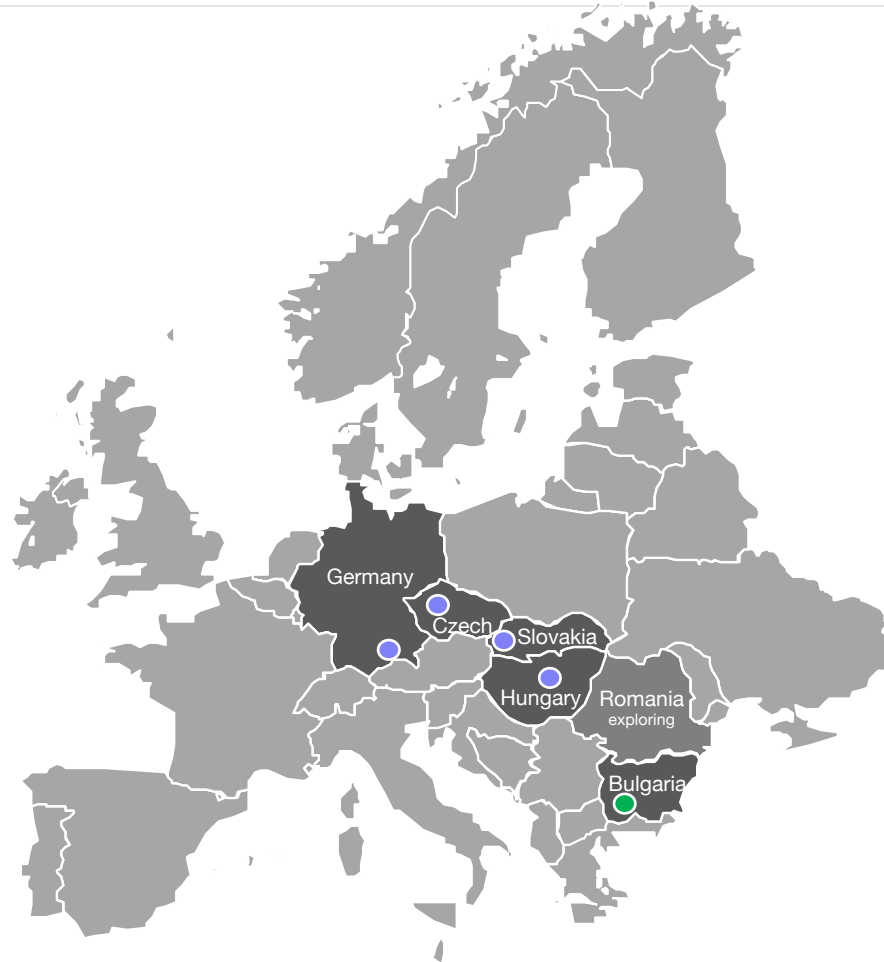 Germany
Czech
Slovakia
Hungary
Romania
exploring
Bulgaria